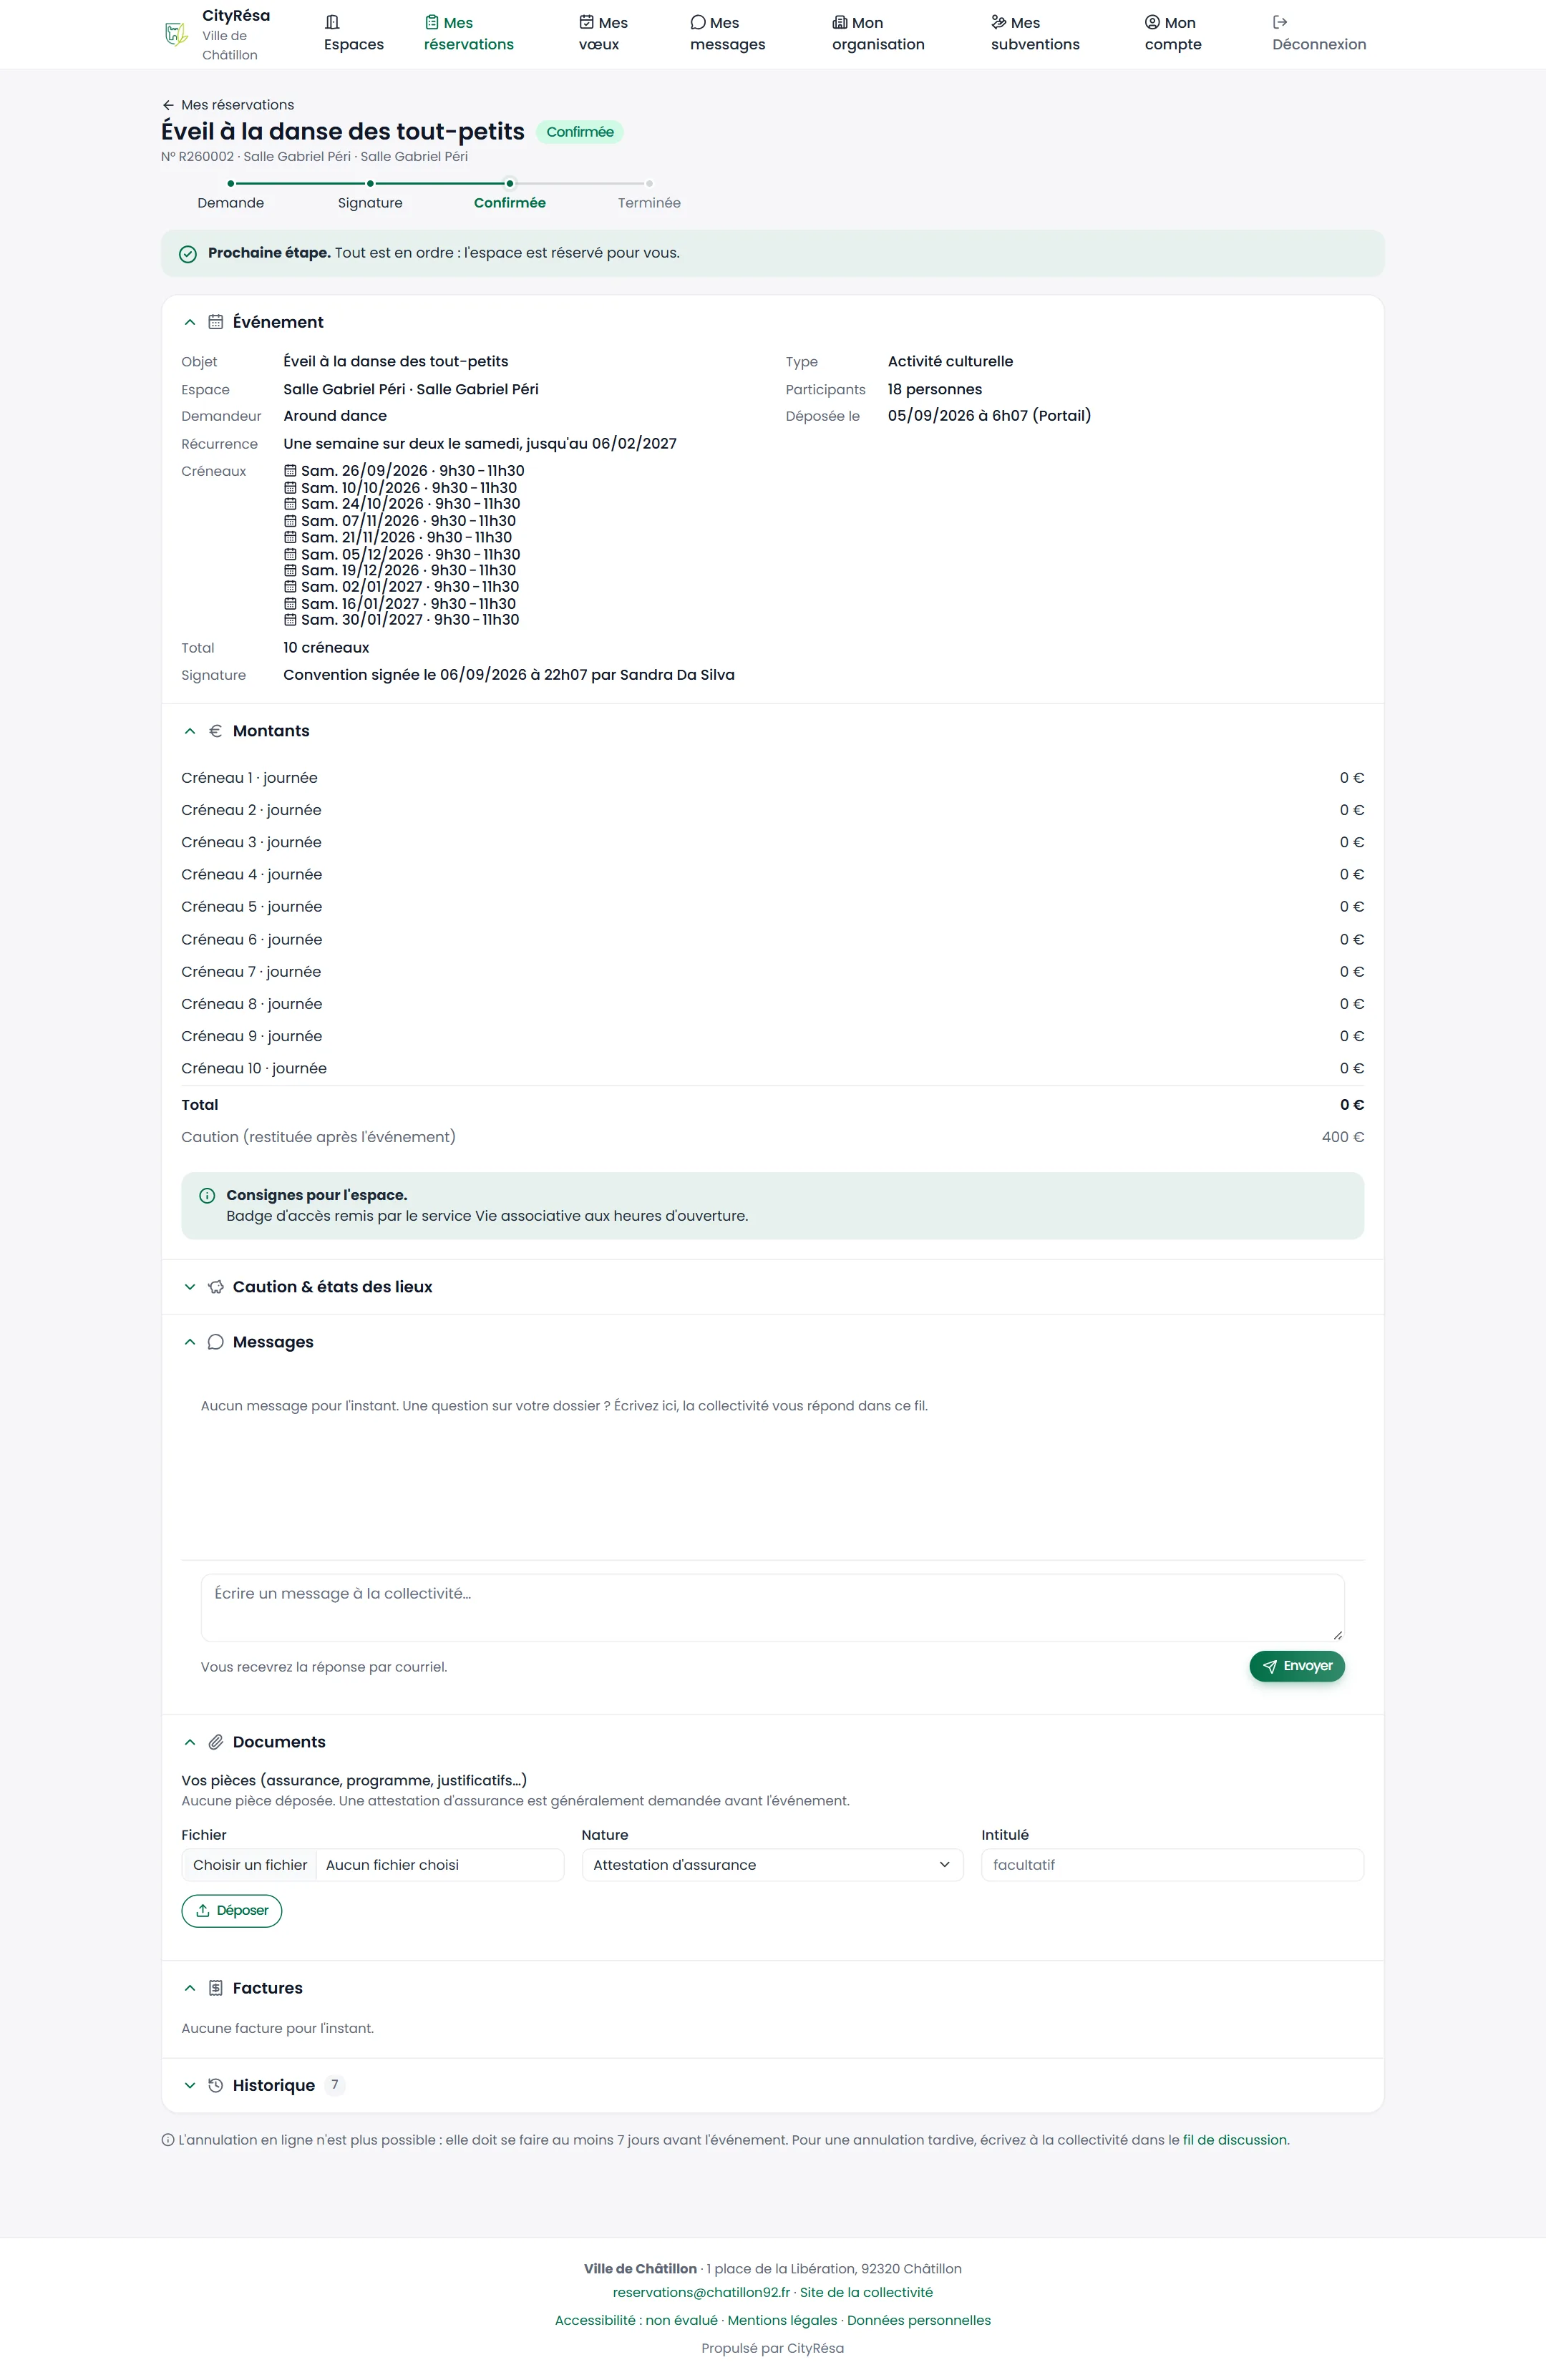 CityRésa
Ville de
Châtillon
Espaces
Mes
réservations
Mes
vœux
Mes
messages
Mon
organisation
Mes
subventions
Mon
compte
Déconnexion
Mes réservations
Éveil à la danse des tout-petits Confirmée
N° R260002 · Salle Gabriel Péri · Salle Gabriel Péri
Demande Signature Confirmée Terminée
Prochaine étape. Tout est en ordre : l'espace est réservé pour vous.
Événement
Objet Éveil à la danse des tout-petits
Type Activité culturelle
Espace Salle Gabriel Péri · Salle Gabriel Péri
Participants 18 personnes
Demandeur Around dance
Déposée le 05/09/2026 à 6h07 (Portail)
Récurrence Une semaine sur deux le samedi, jusqu'au 06/02/2027
Créneaux Sam. 26/09/2026 · 9h30 – 11h30
Sam. 10/10/2026 · 9h30 – 11h30
Sam. 24/10/2026 · 9h30 – 11h30
Sam. 07/11/2026 · 9h30 – 11h30
Sam. 21/11/2026 · 9h30 – 11h30
Sam. 05/12/2026 · 9h30 – 11h30
Sam. 19/12/2026 · 9h30 – 11h30
Sam. 02/01/2027 · 9h30 – 11h30
Sam. 16/01/2027 · 9h30 – 11h30
Sam. 30/01/2027 · 9h30 – 11h30
Total 10 créneaux
Signature Convention signée le 06/09/2026 à 22h07 par Sandra Da Silva
Montants
Créneau 1 · journée 0 €
Créneau 2 · journée 0 €
Créneau 3 · journée 0 €
Créneau 4 · journée 0 €
Créneau 5 · journée 0 €
Créneau 6 · journée 0 €
Créneau 7 · journée 0 €
Créneau 8 · journée 0 €
Créneau 9 · journée 0 €
Créneau 10 · journée 0 €
Total 0 €
Caution (restituée après l'événement) 400 €
Consignes pour l'espace.
Badge d'accès remis par le service Vie associative aux heures d'ouverture.
Caution & états des lieux
Messages
Aucun message pour l'instant. Une question sur votre dossier ? Écrivez ici, la collectivité vous répond dans ce fil.
Écrire un message à la collectivité…
Vous recevrez la réponse par courriel.
Envoyer
Documents
Vos pièces (assurance, programme, justificatifs…)
Aucune pièce déposée. Une attestation d'assurance est généralement demandée avant l'événement.
Fichier Nature Intitulé
Choisir un fichier Aucun fichier choisi Attestation d'assurance facultatif
Déposer
Factures
Aucune facture pour l'instant.
Historique 7
L'annulation en ligne n'est plus possible : elle doit se faire au moins 7 jours avant l'événement. Pour une annulation tardive, écrivez à la collectivité dans le fil de discussion.
Ville de Châtillon · 1 place de la Libération, 92320 Châtillon
reservations@chatillon92.fr · Site de la collectivité
Accessibilité : non évalué · Mentions légales · Données personnelles
Propulsé par CityRésa